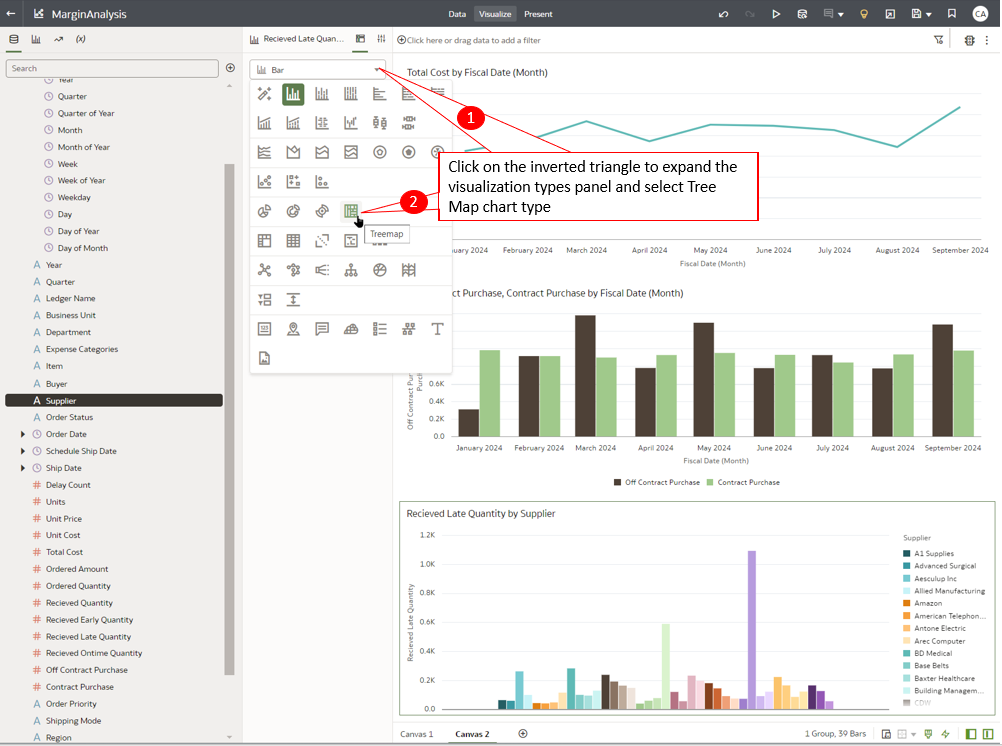 MarginAnalysis
Data
Visualize
Present
CA
(x)
Search
Year
Quarter
Quarter of Year
Month
Month of Year
Week
Week of Year
Weekday
Day
Day of Year
Day of Month
A Year
A Quarter
A Ledger Name
A Business Unit
A Department
A Expense Categories
A Item
A Buyer
A Supplier
A Order Status
Order Date
Schedule Ship Date
Ship Date
# Delay Count
# Units
# Unit Price
# Unit Cost
# Total Cost
# Ordered Amount
# Ordered Quantity
# Recieved Quantity
# Recieved Early Quantity
# Recieved Late Quantity
# Recieved Ontime Quantity
# Off Contract Purchase
# Contract Purchase
A Order Priority
A Shipping Mode
A Region
Recieved Late Quan...
Bar
Treemap
Click here or drag data to add a filter
1
2
Click on the inverted triangle to expand the
visualization types panel and select Tree
Map chart type
Total Cost by Fiscal Date (Month)
uary 2024
February 2024
March 2024
April 2024
May 2024
June 2024
July 2024
August 2024
September 2024
Fiscal Date (Month)
ct Purchase, Contract Purchase by Fiscal Date (Month)
Off Contract Pur
Purch
0.6K
0.4K
0.2K
0.0
January 2024
February 2024
March 2024
April 2024
May 2024
June 2024
July 2024
August 2024
September 2024
Fiscal Date (Month)
Off Contract Purchase
Contract Purchase
Recieved Late Quantity by Supplier
Recieved Late Quantity
1.2K
1.0K
0.8K
0.6K
0.4K
0.2K
0.0
Supplier
A1 Supplies
Advanced Surgical
Aesculup Inc
Allied Manufacturing
Amazon
American Telephon...
Antone Electric
Arec Computer
BD Medical
Base Belts
Baxter Healthcare
Building Managem...
CDW
Canvas 1
Canvas 2
1 Group, 39 Bars